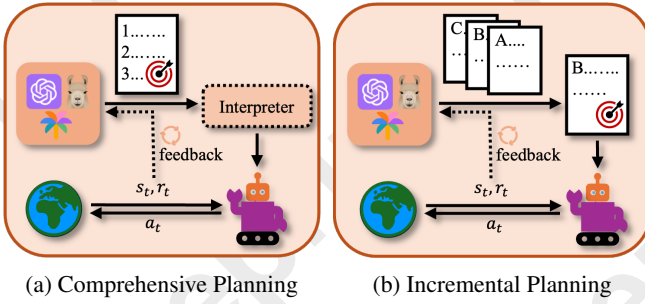 1.......
2.......
3...
Interpreter
feedback
s_t, r_t
a_t
(a) Comprehensive Planning
C.
......
B.
......
A....
......
B.......
......
feedback
s_t, r_t
a_t
(b) Incremental Planning